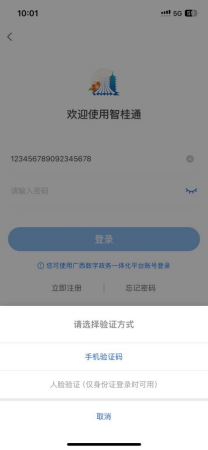 10:01
5G
欢迎使用智桂通
123456789092345678
请输入密码
登录
您可使用广西数字政务一体化平台账号登录
立即注册 忘记密码
请选择验证方式
手机验证码
人脸验证(仅身份证登录时可用)
取消